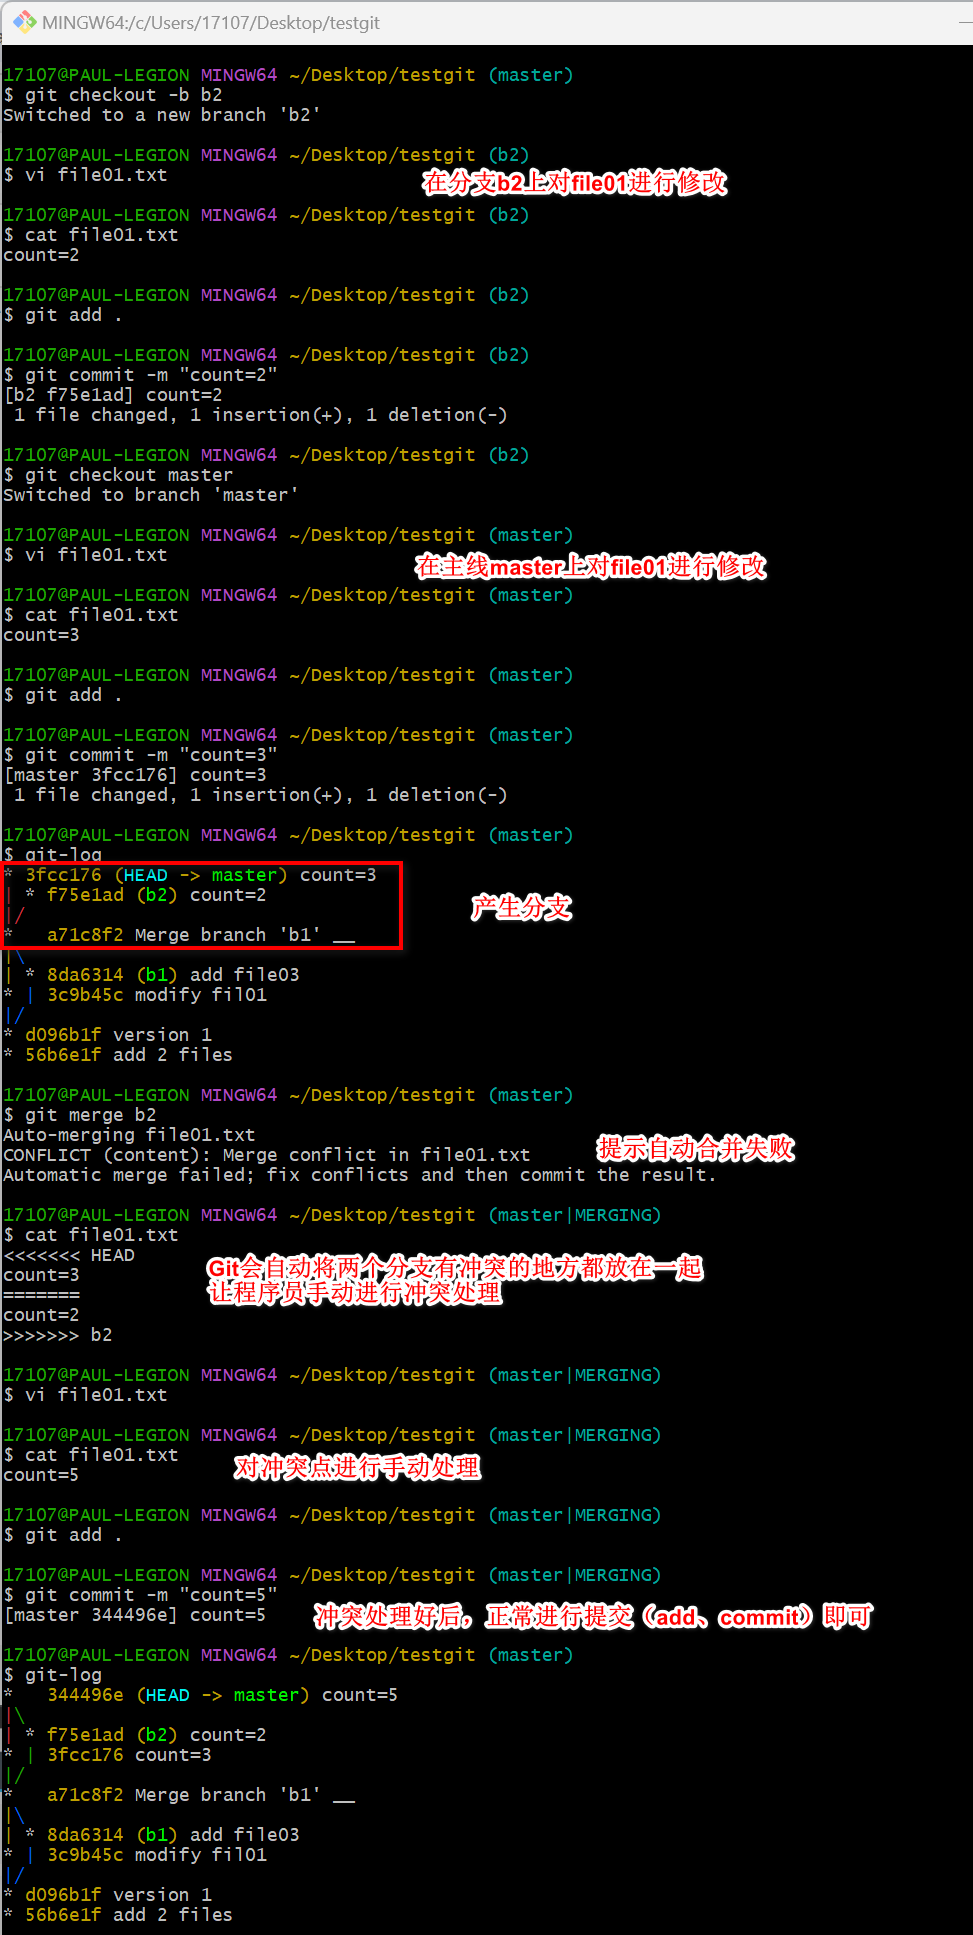 MINGW64:/c/Users/17107/Desktop/testgit
17107@PAUL-LEGION MINGW64 ~/Desktop/testgit (master)
$ git checkout -b b2
Switched to a new branch 'b2'
17107@PAUL-LEGION MINGW64 ~/Desktop/testgit (b2)
$ vi file01.txt
在分支b2上对file01进行修改
17107@PAUL-LEGION MINGW64 ~/Desktop/testgit (b2)
$ cat file01.txt
count=2
17107@PAUL-LEGION MINGW64 ~/Desktop/testgit (b2)
$ git add .
17107@PAUL-LEGION MINGW64 ~/Desktop/testgit (b2)
$ git commit -m "count=2"
[b2 f75e1ad] count=2
1 file changed, 1 insertion(+), 1 deletion(-)
17107@PAUL-LEGION MINGW64 ~/Desktop/testgit (b2)
$ git checkout master
Switched to branch 'master'
17107@PAUL-LEGION MINGW64 ~/Desktop/testgit (master)
$ vi file01.txt
在主线master上对file01进行修改
17107@PAUL-LEGION MINGW64 ~/Desktop/testgit (master)
$ cat file01.txt
count=3
17107@PAUL-LEGION MINGW64 ~/Desktop/testgit (master)
$ git add .
17107@PAUL-LEGION MINGW64 ~/Desktop/testgit (master)
$ git commit -m "count=3"
[master 3fcc176] count=3
1 file changed, 1 insertion(+), 1 deletion(-)
17107@PAUL-LEGION MINGW64 ~/Desktop/testgit (master)
$ git-log
* 3fcc176 (HEAD -> master) count=3
| * f75e1ad (b2) count=2
产生分支
|/
*   a71c8f2 Merge branch 'b1' __
|\
| * 8da6314 (b1) add file03
* | 3c9b45c modify fil01
|/
* d096b1f version 1
* 56b6e1f add 2 files
17107@PAUL-LEGION MINGW64 ~/Desktop/testgit (master)
$ git merge b2
Auto-merging file01.txt
CONFLICT (content): Merge conflict in file01.txt
提示自动合并失败
Automatic merge failed; fix conflicts and then commit the result.
17107@PAUL-LEGION MINGW64 ~/Desktop/testgit (master|MERGING)
$ cat file01.txt
<<<<<<< HEAD
count=3
=======
count=2
>>>>>>> b2
Git会自动将两个分支有冲突的地方都放在一起
让程序员手动进行冲突处理
17107@PAUL-LEGION MINGW64 ~/Desktop/testgit (master|MERGING)
$ vi file01.txt
17107@PAUL-LEGION MINGW64 ~/Desktop/testgit (master|MERGING)
$ cat file01.txt
count=5
对冲突点进行手动处理
17107@PAUL-LEGION MINGW64 ~/Desktop/testgit (master|MERGING)
$ git add .
17107@PAUL-LEGION MINGW64 ~/Desktop/testgit (master|MERGING)
$ git commit -m "count=5"
[master 344496e] count=5
冲突处理好后，正常进行提交（add、commit）即可
17107@PAUL-LEGION MINGW64 ~/Desktop/testgit (master)
$ git-log
*   344496e (HEAD -> master) count=5
|\
| * f75e1ad (b2) count=2
* | 3fcc176 count=3
|/
*   a71c8f2 Merge branch 'b1' __
|\
| * 8da6314 (b1) add file03
* | 3c9b45c modify fil01
|/
* d096b1f version 1
* 56b6e1f add 2 files